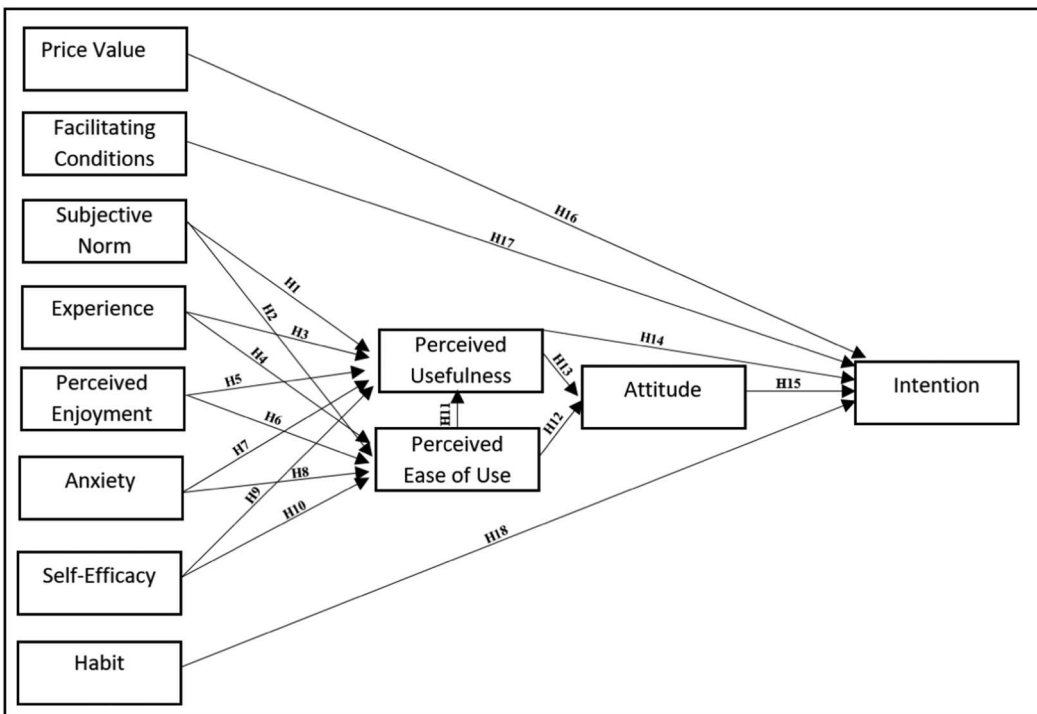 Price Value
Facilitating
Conditions
Subjective
Norm
Experience
Perceived
Enjoyment
Anxiety
Self-Efficacy
Habit
H1
H2
H3
H4
H5
H6
H7
H8
H9
H10
Perceived
Usefulness
H11
Perceived
Ease of Use
H13
H12
Attitude
H16
H17
H14
H15
H18
Intention